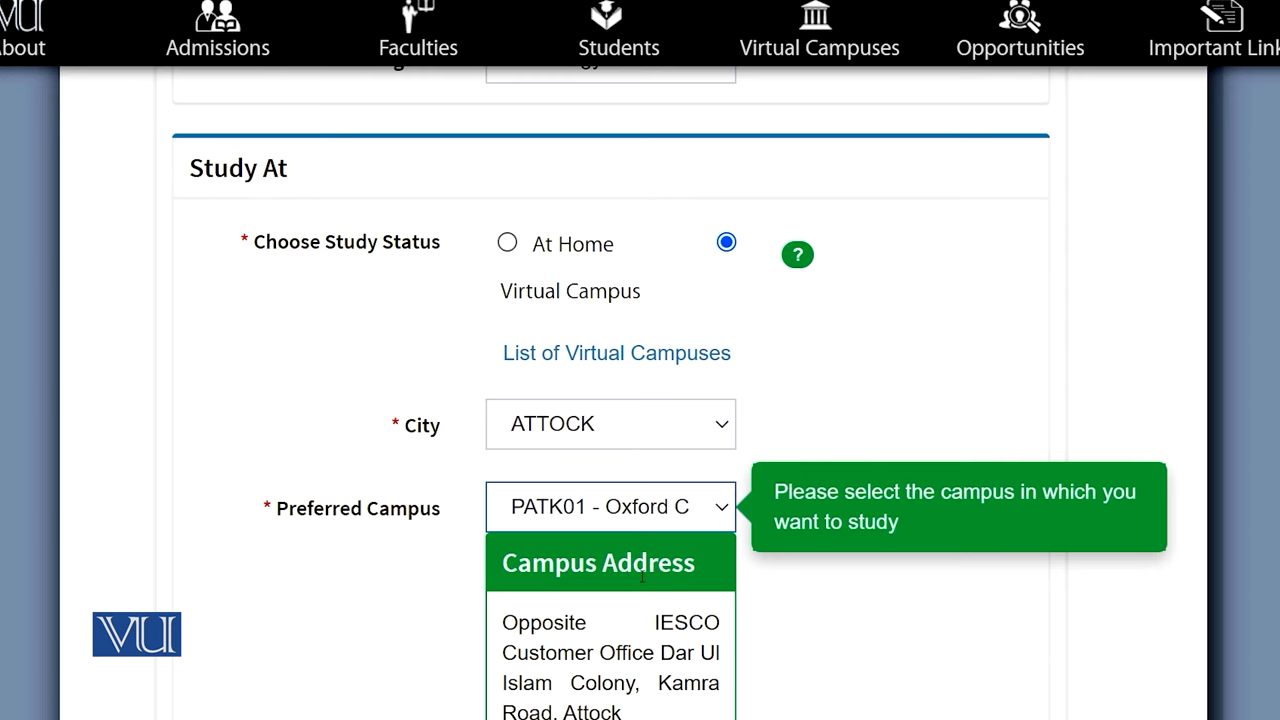 VU
About
Admissions
Faculties
Students
Virtual Campuses
Opportunities
Important Link
Study At
* Choose Study Status
At Home
?
Virtual Campus
List of Virtual Campuses
* City
ATTOCK
* Preferred Campus
PATK01 - Oxford C
Please select the campus in which you
want to study
Campus Address
Opposite IESCO
Customer Office Dar Ul
Islam Colony, Kamra
Road, Attock
VU